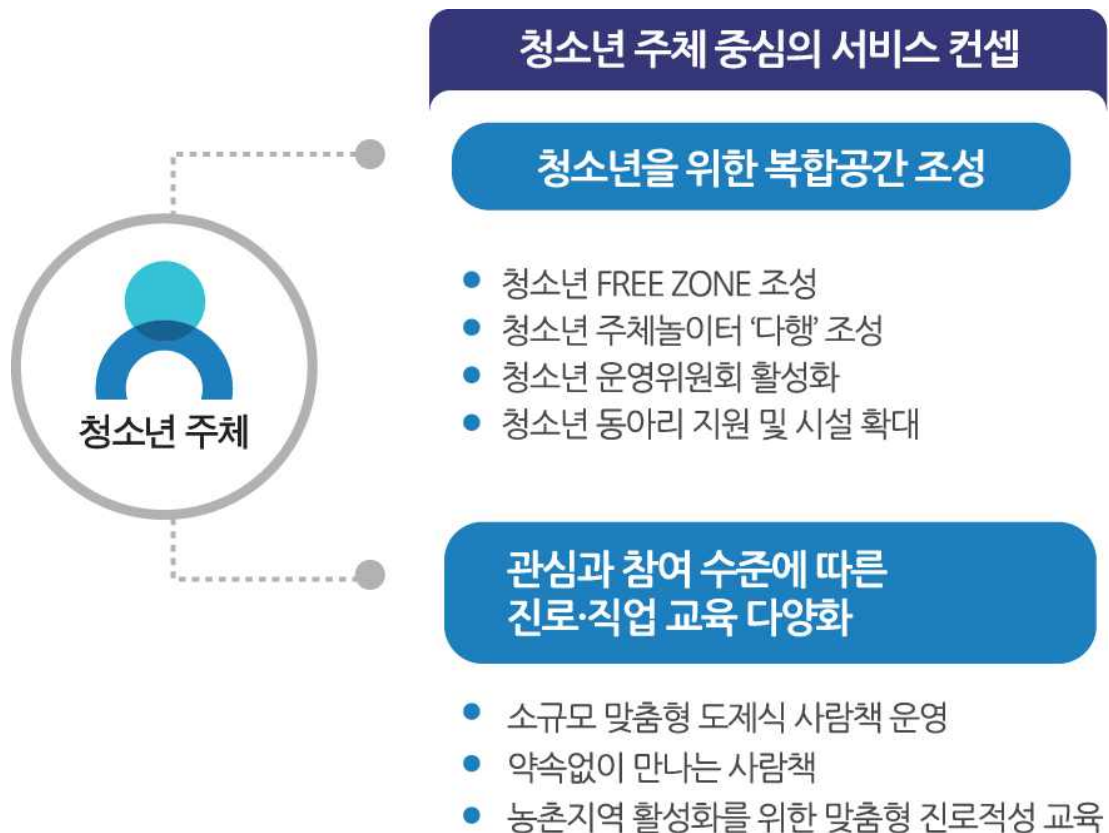 청소년 주체 중심의 서비스 컨셉
청소년을 위한 복합공간 조성
청소년 FREE ZONE 조성
청소년 주체놀이터 ‘다행’ 조성
청소년 운영위원회 활성화
청소년 동아리 지원 및 시설 확대
청소년 주체
관심과 참여 수준에 따른
진로·직업 교육 다양화
소규모 맞춤형 도제식 사람책 운영
약속없이 만나는 사람책
농촌지역 활성화를 위한 맞춤형 진로적성 교육